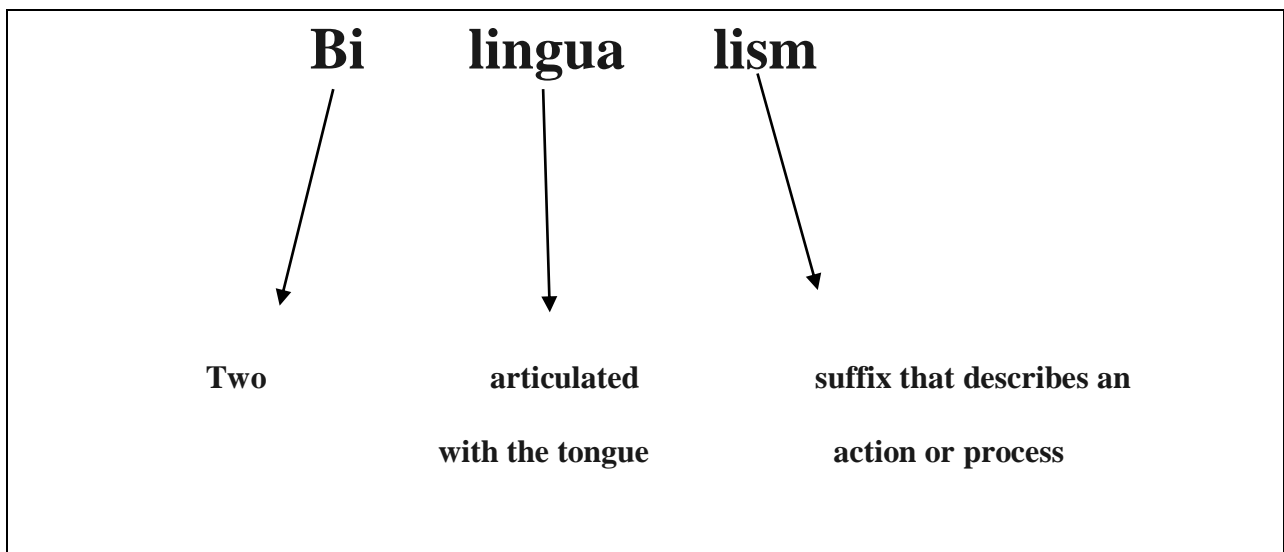 Bi lingua lism
Two articulated suffix that describes an
with the tongue action or process